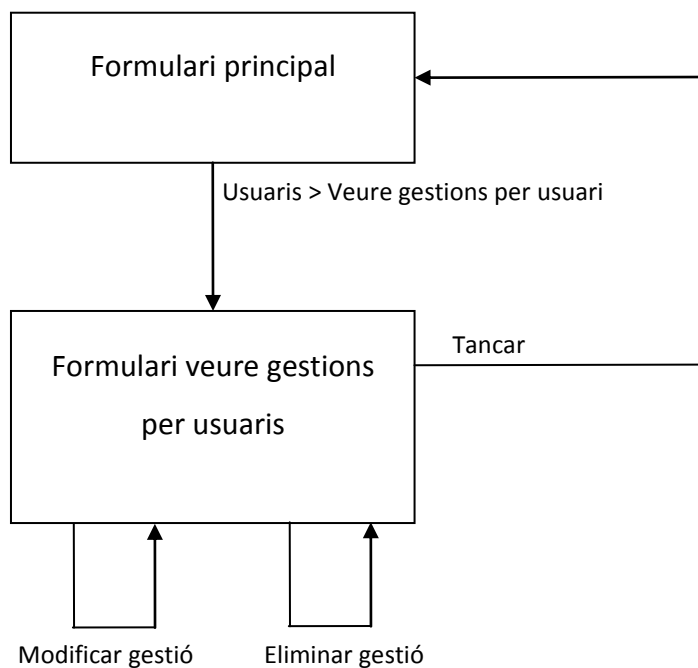 Formulari principal
Usuaris > Veure gestions per usuari
Formulari veure gestions
per usuaris
Tancar
Modificar gestió
Eliminar gestió